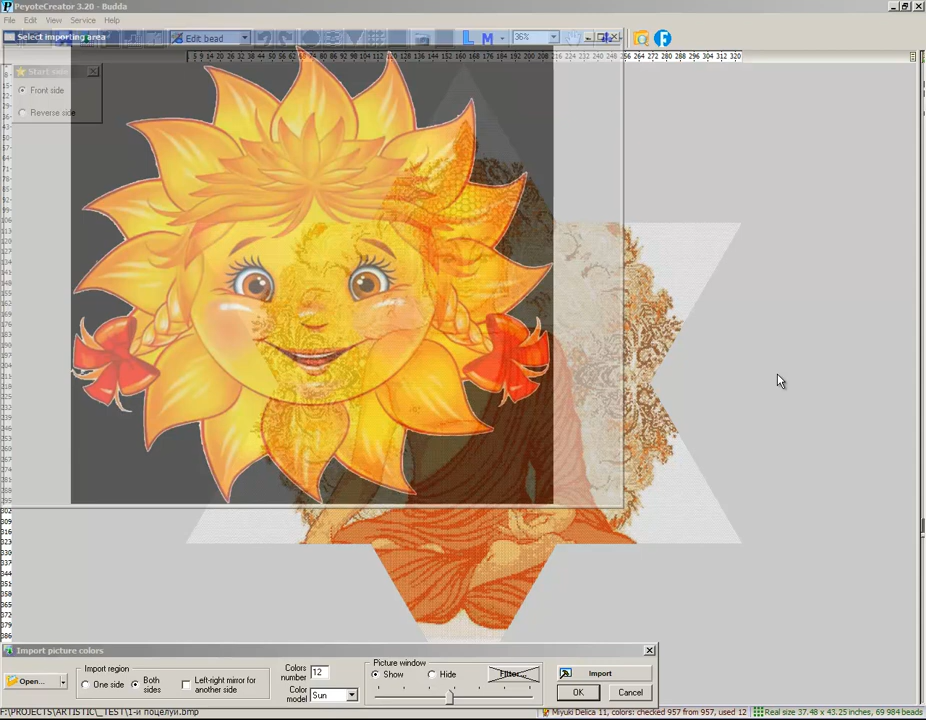 PeyoteCreator 3.20 - Budda
File Edit View Service Help
Select importing area
Edit bead
L M 36%
Start side
Front side
Reverse side
Import picture colors
Open...
Import region
One side
Both sides
Left-right mirror for another side
Colors number 12
Color model Sun
Picture window
Show
Hide
Filter...
Import
OK
Cancel
F:\PROJECTS\ARTISTIC\_TEST\1-й поцелуй.bmp
Miyuki Delica 11, colors: checked 957 from 957, used 12
Real size 37.48 x 43.25 inches, 69 984 beads